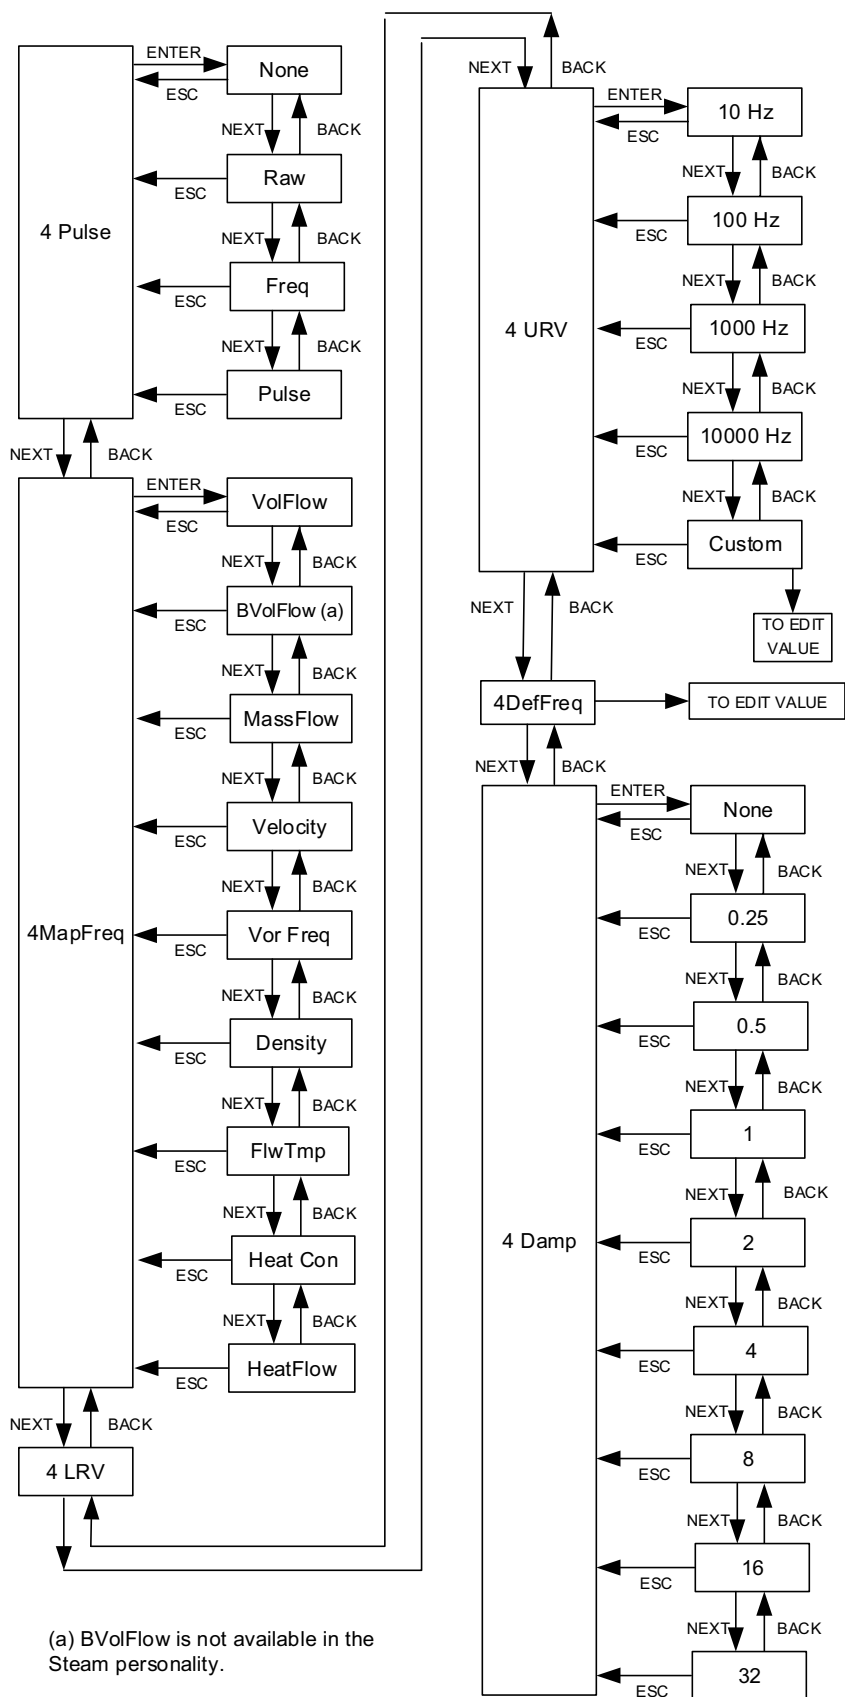 4 Pulse
ENTER
ESC
None
NEXT
BACK
ESC
Raw
NEXT
BACK
ESC
Freq
NEXT
BACK
ESC
Pulse
NEXT
BACK
4MapFreq
ENTER
ESC
VolFlow
NEXT
BACK
ESC
BVolFlow (a)
NEXT
BACK
ESC
MassFlow
NEXT
BACK
ESC
Velocity
NEXT
BACK
ESC
Vor Freq
NEXT
BACK
ESC
Density
NEXT
BACK
ESC
FlwTmp
NEXT
BACK
ESC
Heat Con
NEXT
BACK
ESC
HeatFlow
NEXT
BACK
4 LRV
(a) BVolFlow is not available in the
Steam personality.
NEXT
BACK
4 URV
ENTER
ESC
10 Hz
NEXT
BACK
ESC
100 Hz
NEXT
BACK
ESC
1000 Hz
NEXT
BACK
ESC
10000 Hz
NEXT
BACK
ESC
Custom
TO EDIT
VALUE
NEXT
BACK
4DefFreq
TO EDIT VALUE
NEXT
BACK
4 Damp
ENTER
ESC
None
NEXT
BACK
ESC
0.25
NEXT
BACK
ESC
0.5
NEXT
BACK
ESC
1
NEXT
BACK
ESC
2
NEXT
BACK
ESC
4
NEXT
BACK
ESC
8
NEXT
BACK
ESC
16
NEXT
BACK
ESC
32